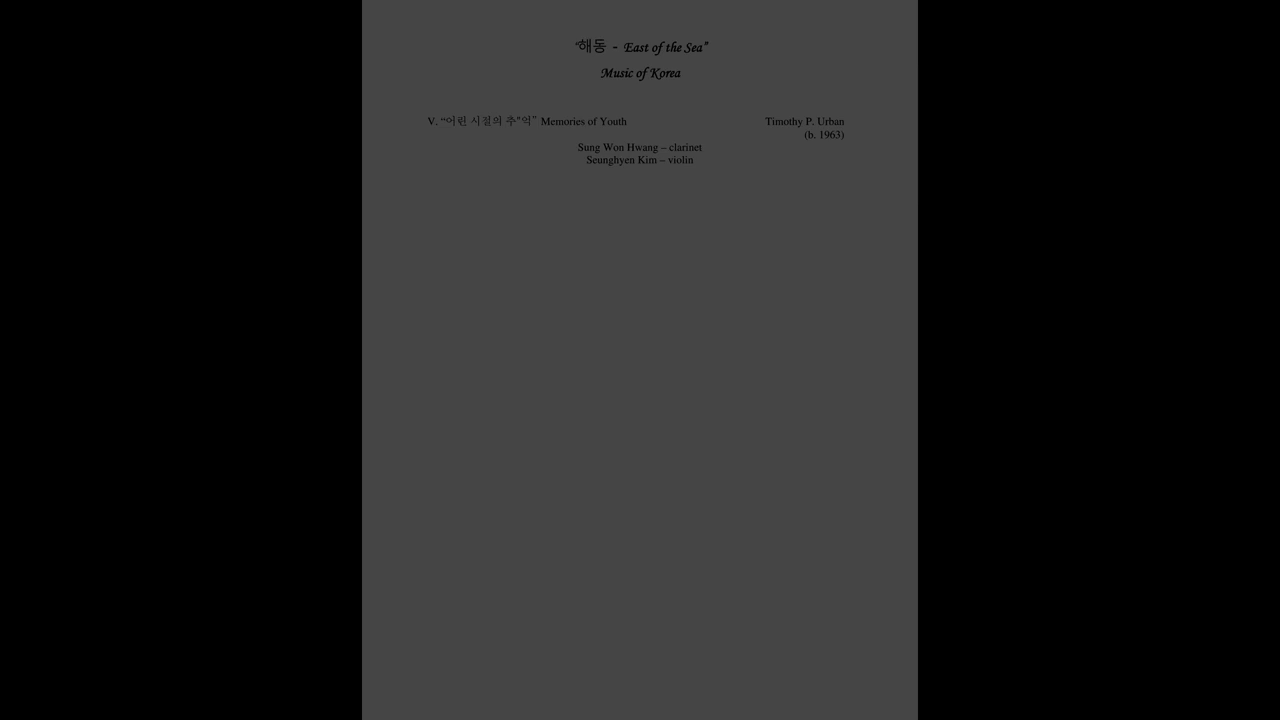 “해동 - East of the Sea”
Music of Korea
V. “어린 시절의 추"억” Memories of Youth Timothy P. Urban
(b. 1963)
Sung Won Hwang – clarinet
Seunghyen Kim – violin